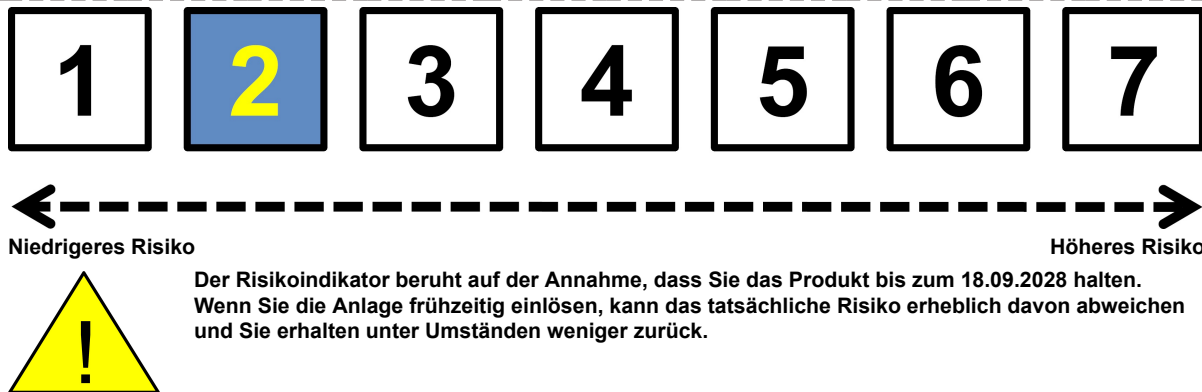 1 2 3 4 5 6 7
Niedrigeres Risiko Höheres Risiko
Der Risikoindikator beruht auf der Annahme, dass Sie das Produkt bis zum 18.09.2028 halten.
Wenn Sie die Anlage frühzeitig einlösen, kann das tatsächliche Risiko erheblich davon abweichen
und Sie erhalten unter Umständen weniger zurück.
!